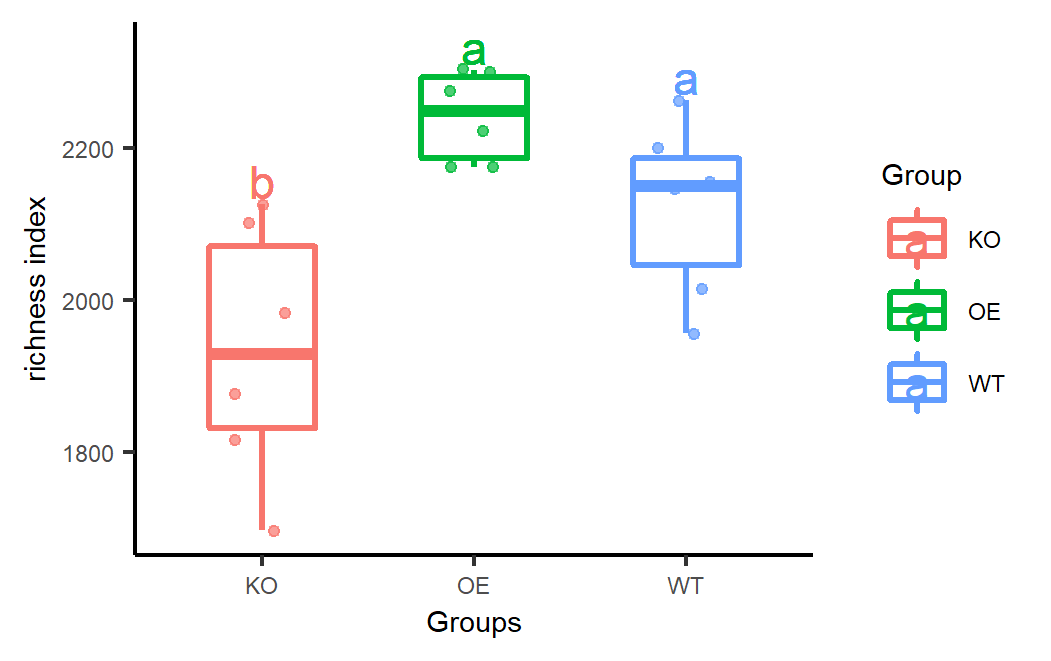 a
a
2200
b
richness index
2000
1800
KO
OE
WT
Groups
Group
a KO
a OE
a WT